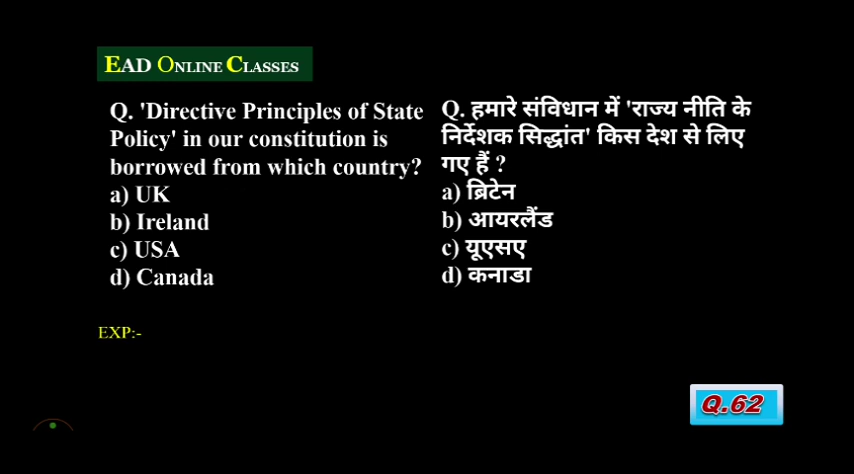 EAD ONLINE CLASSES
Q. 'Directive Principles of State
Policy' in our constitution is
borrowed from which country?
a) UK
b) Ireland
c) USA
d) Canada
Q. हमारे संविधान में 'राज्य नीति के
निर्देशक सिद्धांत' किस देश से लिए
गए हैं ?
a) ब्रिटेन
b) आयरलैंड
c) यूएसए
d) कनाडा
EXP:-
Q.62